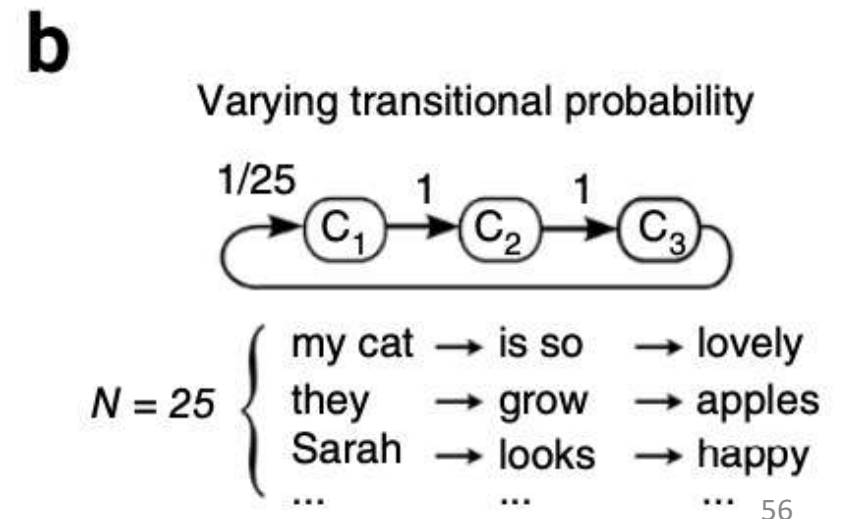 b
Varying transitional probability
1/25 1 1
C₁ C₂ C₃
my cat → is so → lovely
N = 25 they → grow → apples
Sarah → looks → happy
... ... ...
56